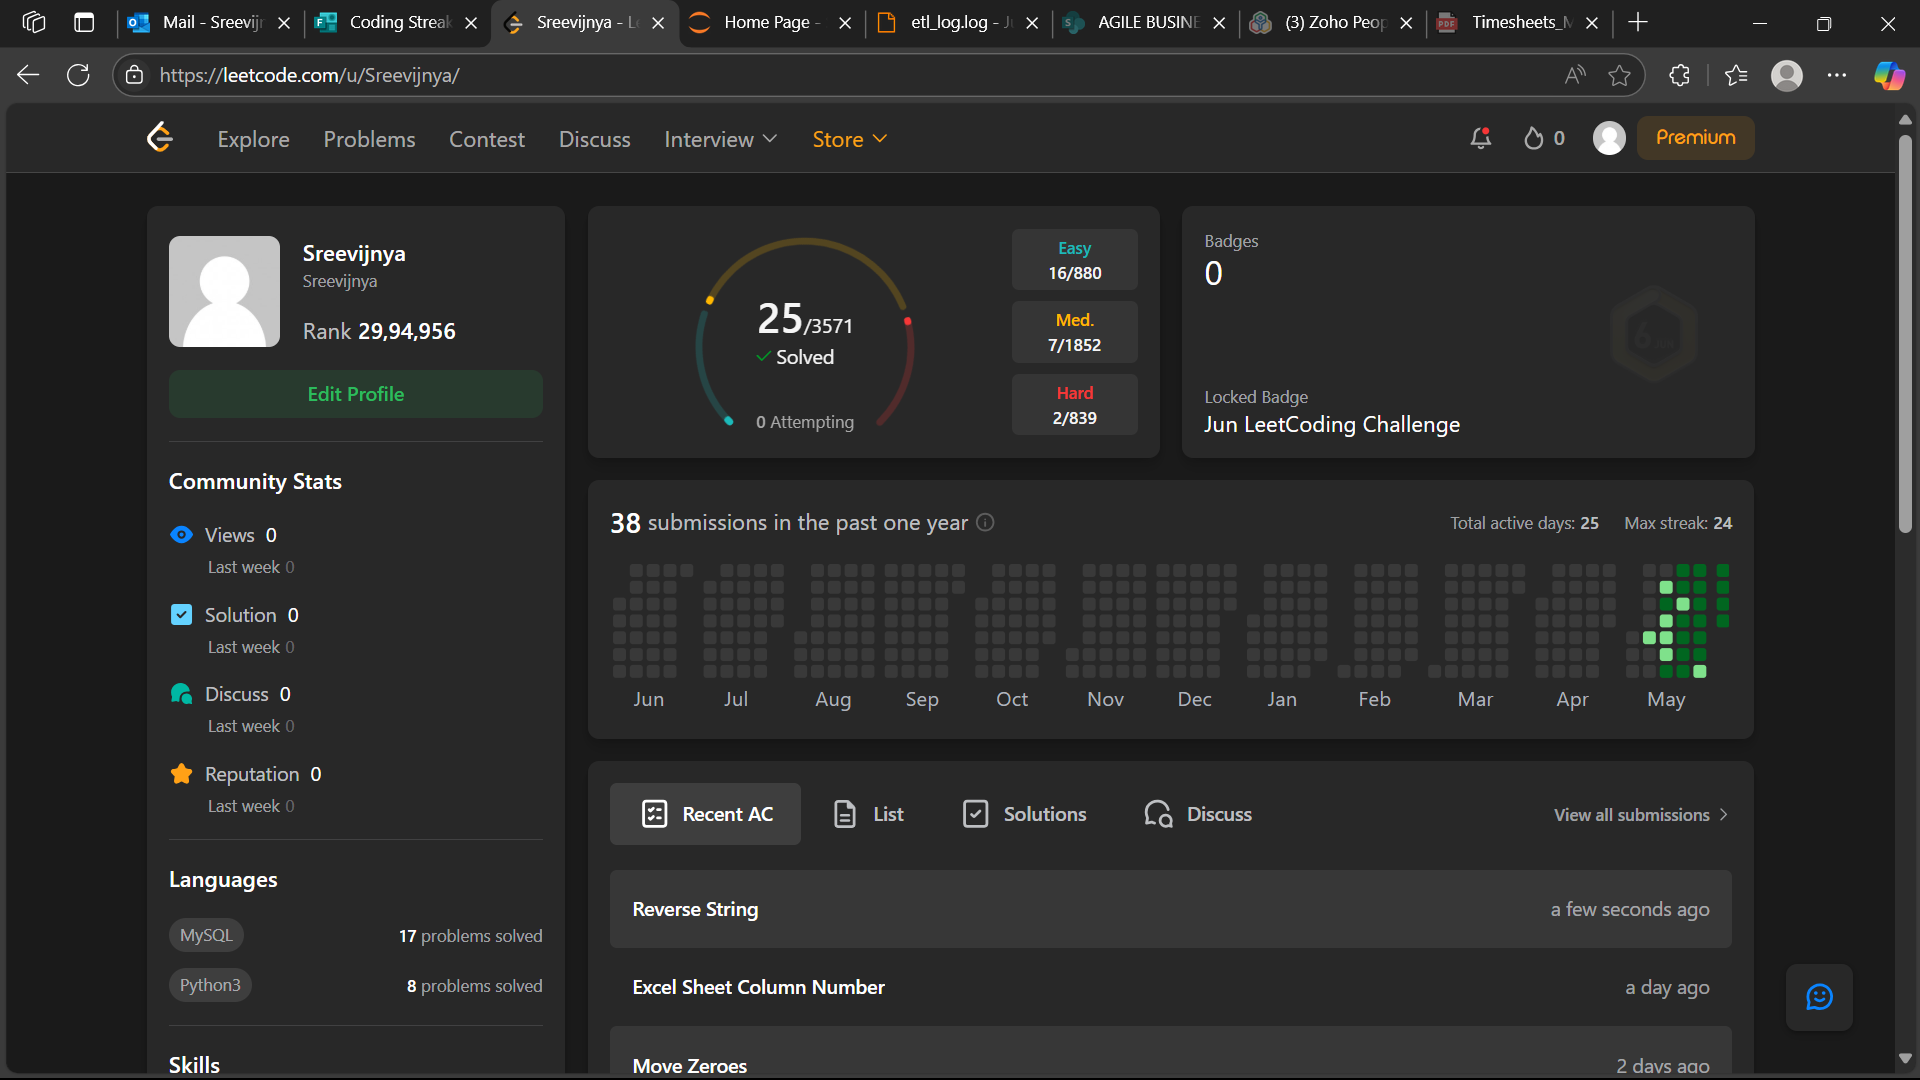 Mail - Sreevijr
Coding Streak
Sreevijnya - Le
Home Page -
etl_log.log - Ju
AGILE BUSINE
(3) Zoho Peop
Timesheets_M
https://leetcode.com/u/Sreevijnya/
Explore
Problems
Contest
Discuss
Interview
Store
0
Premium
Sreevijnya
Sreevijnya
Rank 29,94,956
Edit Profile
Community Stats
Views 0
Last week 0
Solution 0
Last week 0
Discuss 0
Last week 0
Reputation 0
Last week 0
Languages
MySQL
17 problems solved
Python3
8 problems solved
Skills
25/3571
Solved
0 Attempting
Easy
16/880
Med.
7/1852
Hard
2/839
Badges
0
Locked Badge
Jun LeetCoding Challenge
38 submissions in the past one year
Total active days: 25
Max streak: 24
Jun
Jul
Aug
Sep
Oct
Nov
Dec
Jan
Feb
Mar
Apr
May
Recent AC
List
Solutions
Discuss
View all submissions
Reverse String
a few seconds ago
Excel Sheet Column Number
a day ago
Move Zeroes
2 days ago